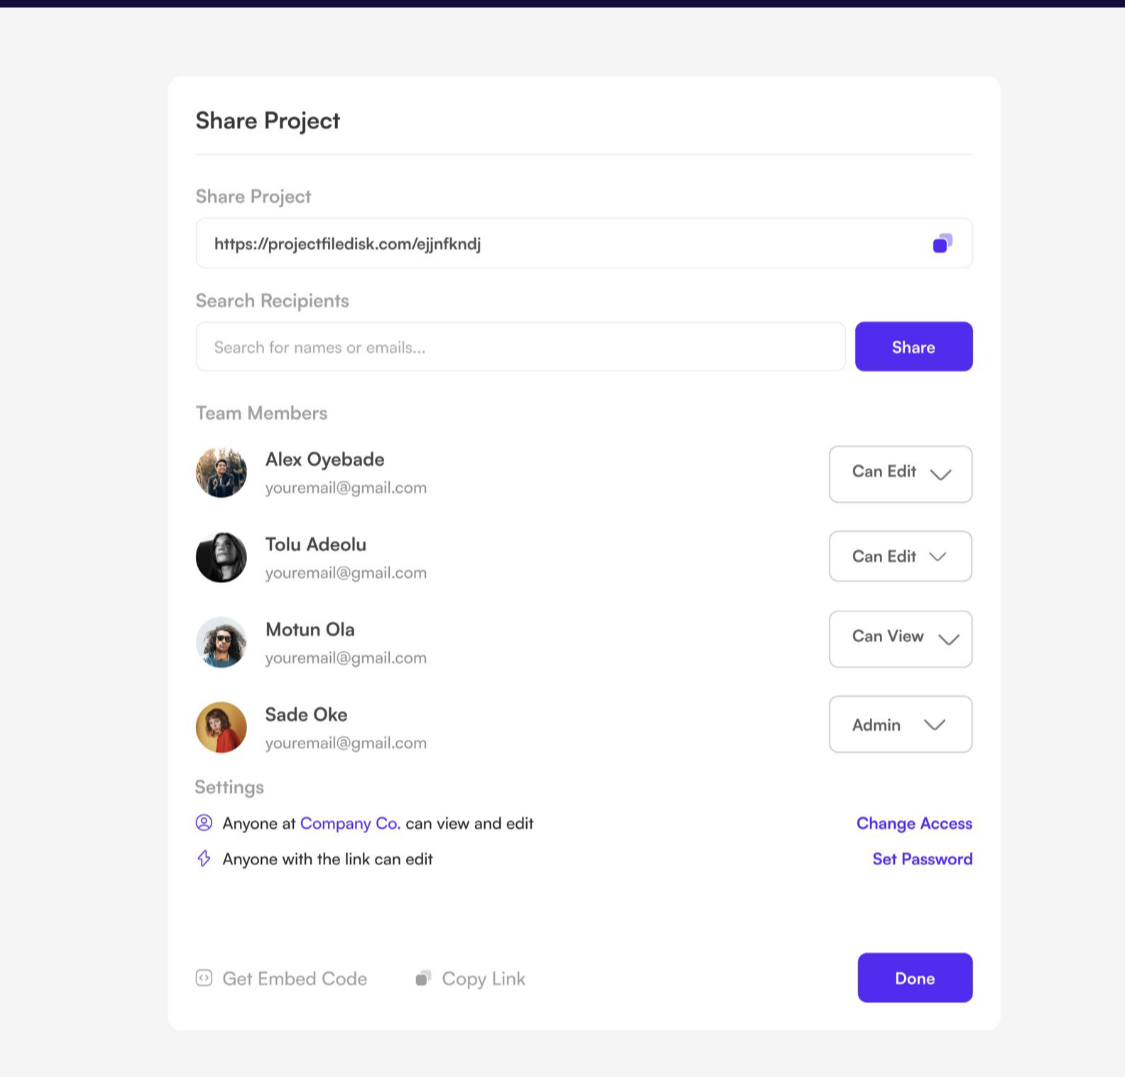 Share Project
Share Project
https://projectfiledisk.com/ejjnfkndj
Search Recipients
Search for names or emails...
Share
Team Members
Alex Oyebade
youremail@gmail.com
Can Edit
Tolu Adeolu
youremail@gmail.com
Can Edit
Motun Ola
youremail@gmail.com
Can View
Sade Oke
youremail@gmail.com
Admin
Settings
Anyone at Company Co. can view and edit
Change Access
Anyone with the link can edit
Set Password
Get Embed Code
Copy Link
Done